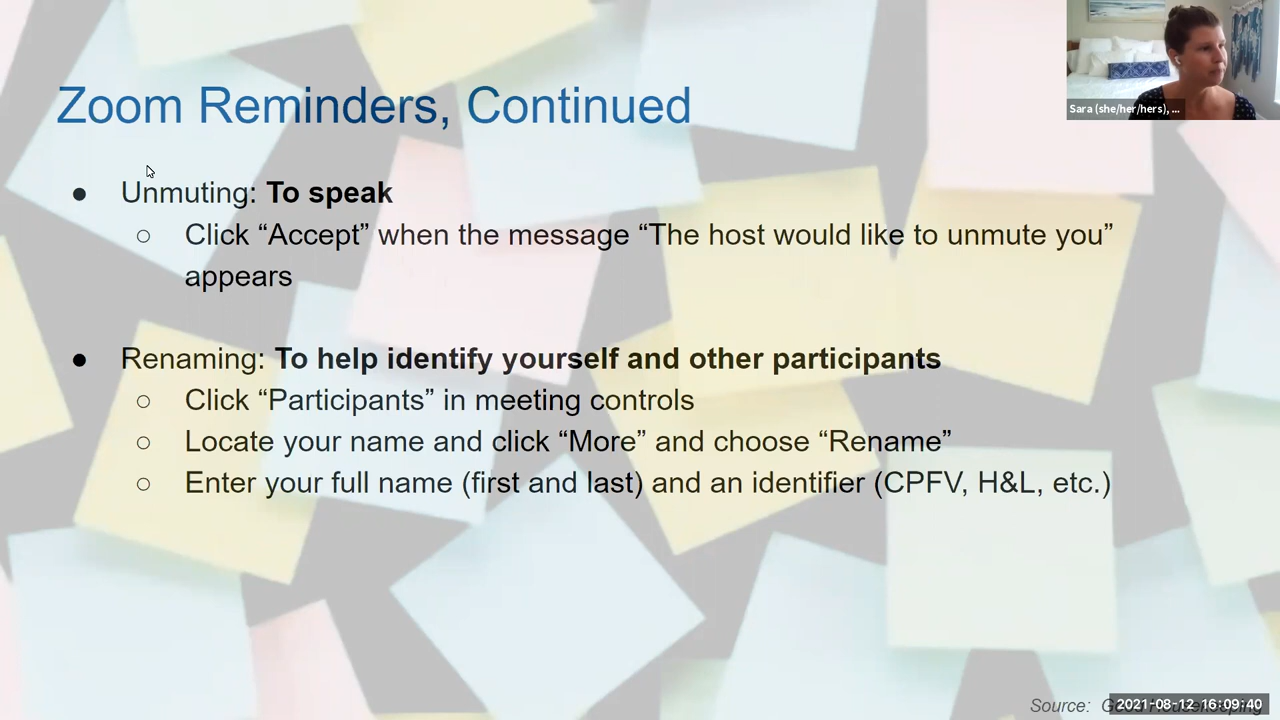 Sara (she/her/hers), ...
Zoom Reminders, Continued
● Unmuting: To speak
○ Click “Accept” when the message “The host would like to unmute you”
appears
● Renaming: To help identify yourself and other participants
○ Click “Participants” in meeting controls
○ Locate your name and click “More” and choose “Rename”
○ Enter your full name (first and last) and an identifier (CPFV, H&L, etc.)
Source:
2021-08-12 16:09:40